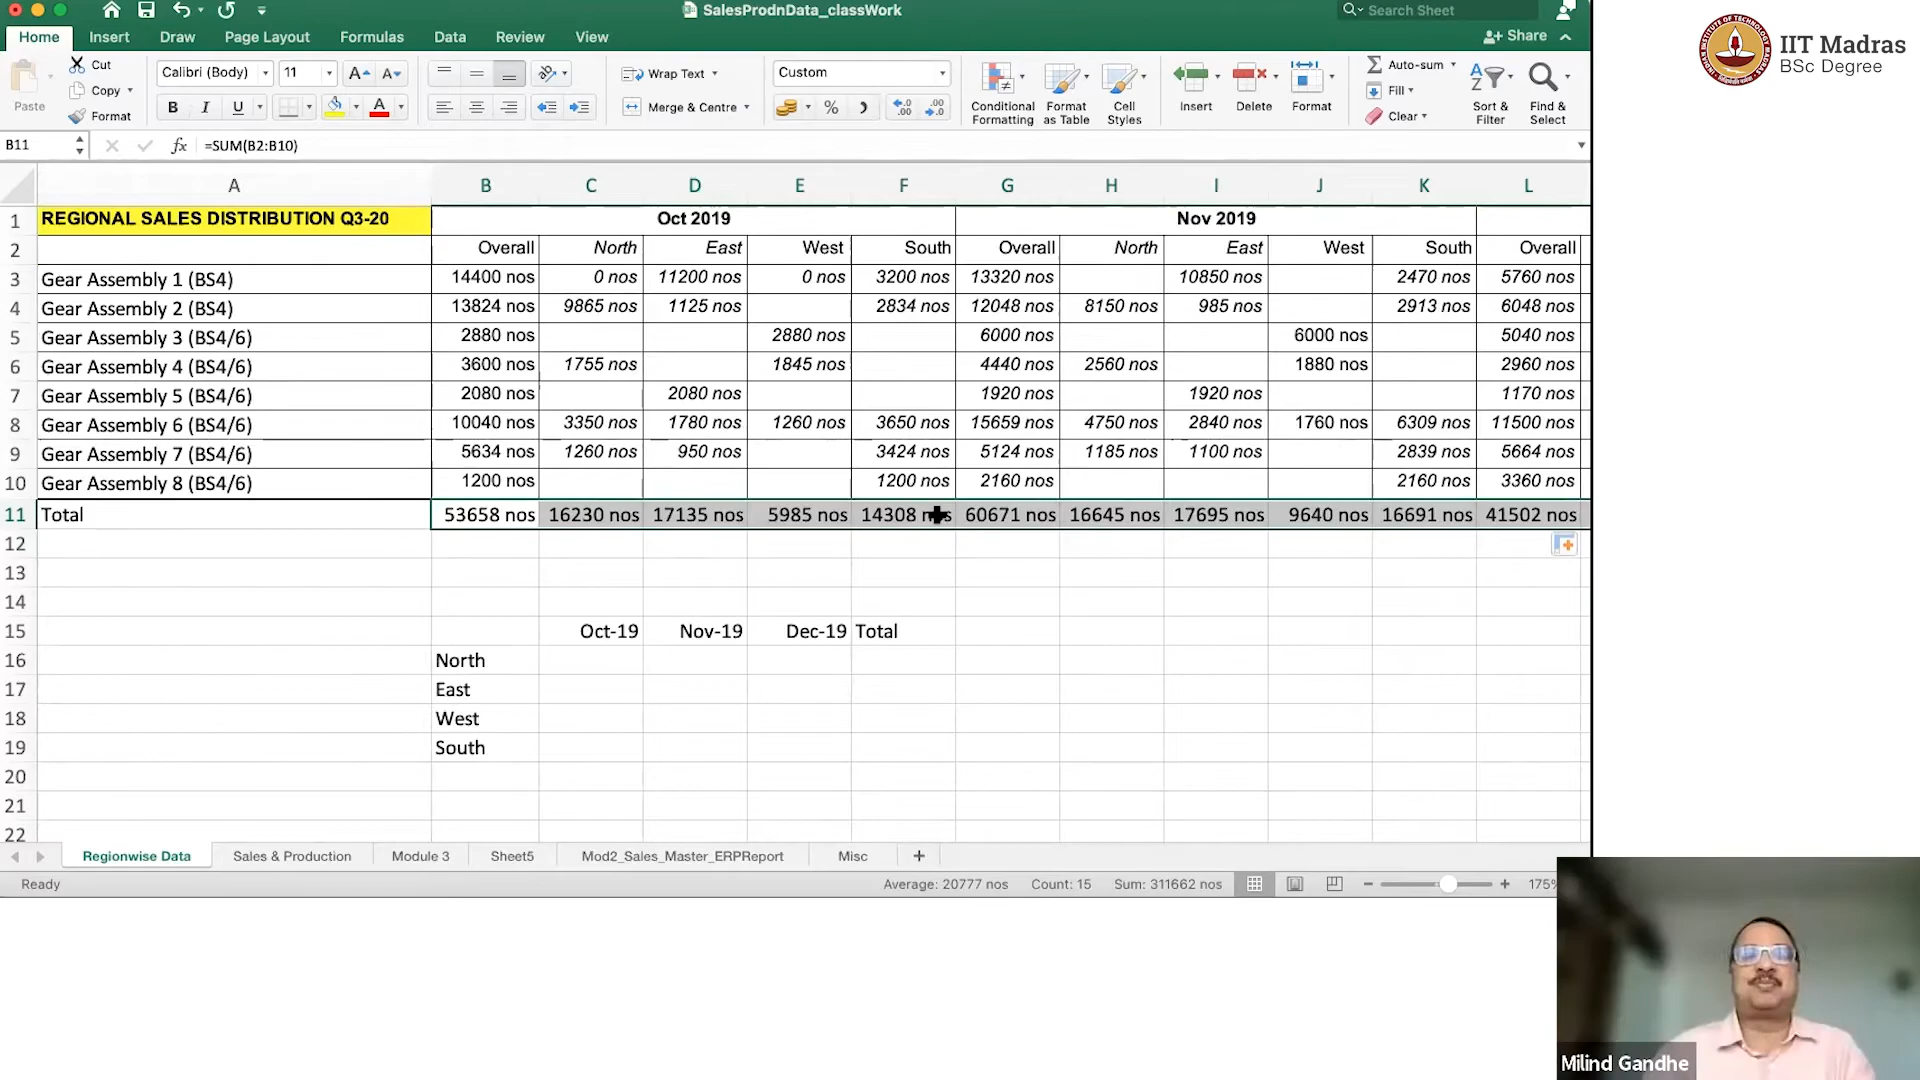 SalesProdnData_classWork
Search Sheet
Home Insert Draw Page Layout Formulas Data Review View
Share
Paste
Cut
Copy
Format
Calibri (Body) 11
Wrap Text
Merge & Centre
Custom
Conditional Formatting
Format as Table
Cell Styles
Insert
Delete
Format
Auto-sum
Fill
Clear
Sort & Filter
Find & Select
IIT Madras
BSc Degree
B11 fx =SUM(B2:B10)
A B C D E F G H I J K L
1 REGIONAL SALES DISTRIBUTION Q3-20 Oct 2019 Nov 2019
2 Overall North East West South Overall North East West South Overall
3 Gear Assembly 1 (BS4) 14400 nos 0 nos 11200 nos 0 nos 3200 nos 13320 nos 10850 nos 2470 nos 5760 nos
4 Gear Assembly 2 (BS4) 13824 nos 9865 nos 1125 nos 2834 nos 12048 nos 8150 nos 985 nos 2913 nos 6048 nos
5 Gear Assembly 3 (BS4/6) 2880 nos 2880 nos 6000 nos 6000 nos 5040 nos
6 Gear Assembly 4 (BS4/6) 3600 nos 1755 nos 1845 nos 4440 nos 2560 nos 1880 nos 2960 nos
7 Gear Assembly 5 (BS4/6) 2080 nos 2080 nos 1920 nos 1920 nos 1170 nos
8 Gear Assembly 6 (BS4/6) 10040 nos 3350 nos 1780 nos 1260 nos 3650 nos 15659 nos 4750 nos 2840 nos 1760 nos 6309 nos 11500 nos
9 Gear Assembly 7 (BS4/6) 5634 nos 1260 nos 950 nos 3424 nos 5124 nos 1185 nos 1100 nos 2839 nos 5664 nos
10 Gear Assembly 8 (BS4/6) 1200 nos 1200 nos 2160 nos 2160 nos 3360 nos
11 Total 53658 nos 16230 nos 17135 nos 5985 nos 14308 nos 60671 nos 16645 nos 17695 nos 9640 nos 16691 nos 41502 nos
12
13
14
15 Oct-19 Nov-19 Dec-19 Total
16 North
17 East
18 West
19 South
20
21
22
Regionwise Data Sales & Production Module 3 Sheet5 Mod2_Sales_Master_ERPReport Misc
Ready Average: 20777 nos Count: 15 Sum: 311662 nos 175%
Milind Gandhe